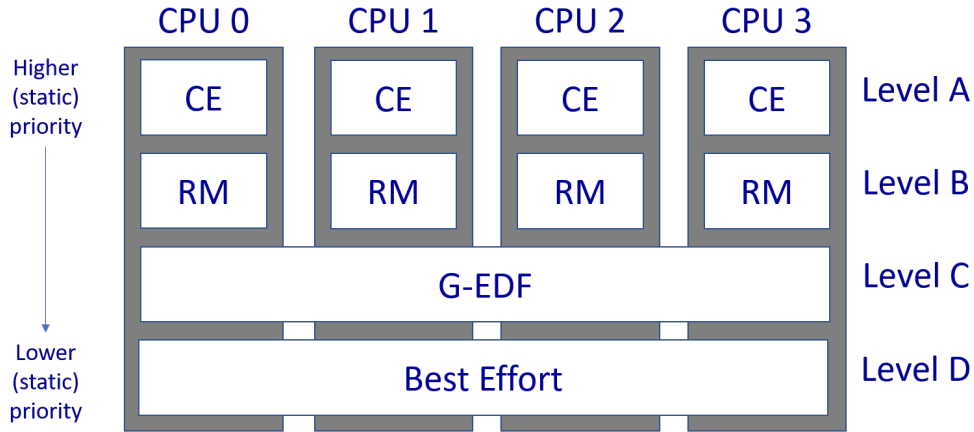 CPU 0 CPU 1 CPU 2 CPU 3
Higher
(static)
priority
CE CE CE CE Level A
RM RM RM RM Level B
G-EDF Level C
Lower
(static)
priority
Best Effort Level D